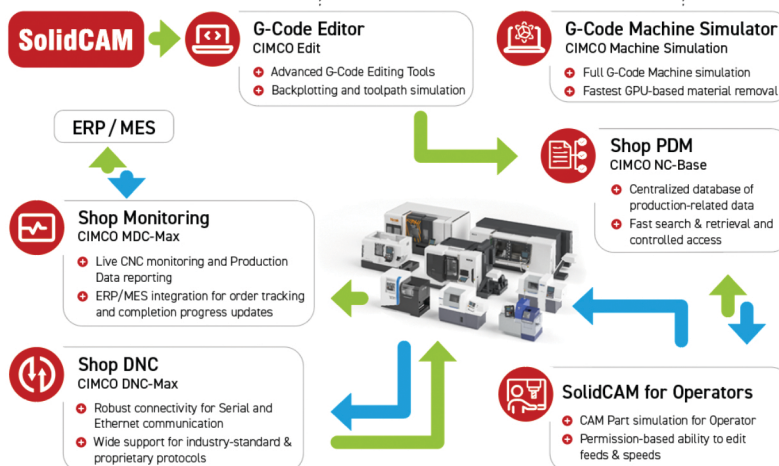 SolidCAM
G-Code Editor
CIMCO Edit
Advanced G-Code Editing Tools
Backplotting and toolpath simulation
G-Code Machine Simulator
CIMCO Machine Simulation
Full G-Code Machine simulation
Fastest GPU-based material removal
ERP / MES
Shop PDM
CIMCO NC-Base
Centralized database of
production-related data
Fast search & retrieval and
controlled access
Shop Monitoring
CIMCO MDC-Max
Live CNC monitoring and Production
Data reporting
ERP/MES integration for order tracking
and completion progress updates
Shop DNC
CIMCO DNC-Max
Robust connectivity for Serial and
Ethernet communication
Wide support for industry-standard &
proprietary protocols
SolidCAM for Operators
CAM Part simulation for Operator
Permission-based ability to edit
feeds & speeds